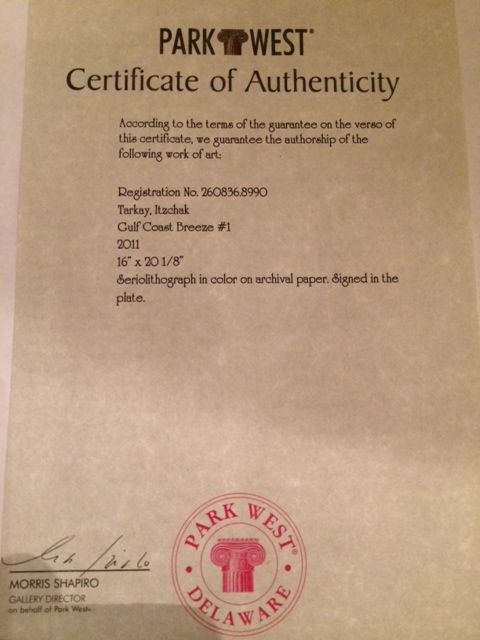 PARK WEST®
Certificate of Authenticity
According to the terms of the guarantee on the verso of
this certificate, we guarantee the authorship of the
following work of art:
Registration No. 260836.8990
Tarkay, Itzchak
Gulf Coast Breeze #1
2011
16" x 20 1/8"
Seriolithograph in color on archival paper. Signed in the
plate.
MORRIS SHAPIRO
GALLERY DIRECTOR
on behalf of Park West®
PARK WEST®
DELAWARE